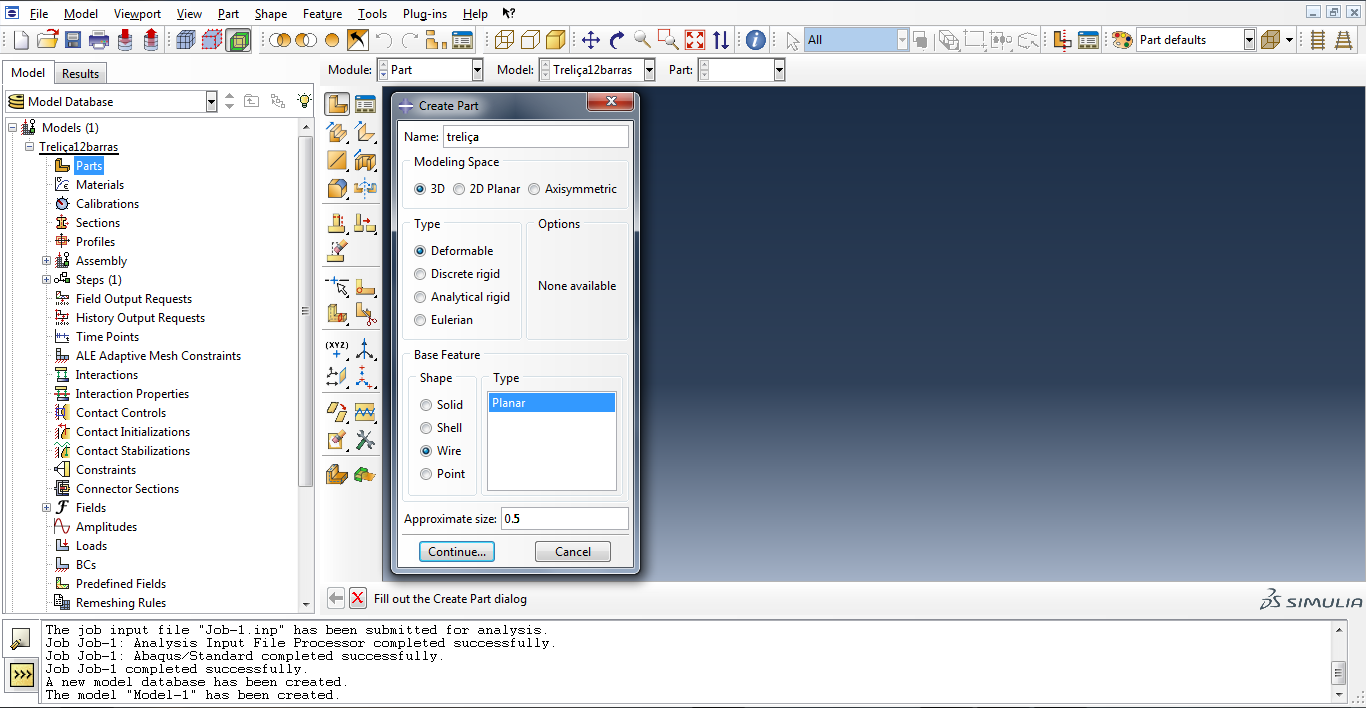 File Model Viewport View Part Shape Feature Tools Plug-ins Help
All Part defaults
Model Results
Module: Part Model: Treliça12barras Part:
Model Database
Models (1)
Treliça12barras
Parts
Materials
Calibrations
Sections
Profiles
Assembly
Steps (1)
Field Output Requests
History Output Requests
Time Points
ALE Adaptive Mesh Constraints
Interactions
Interaction Properties
Contact Controls
Contact Initializations
Contact Stabilizations
Constraints
Connector Sections
Fields
Amplitudes
Loads
BCs
Predefined Fields
Remeshing Rules
(XYZ)
Create Part
Name: treliça
Modeling Space
3D 2D Planar Axisymmetric
Type
Deformable
Discrete rigid
Analytical rigid
Eulerian
Options
None available
Base Feature
Shape
Solid
Shell
Wire
Point
Type
Planar
Approximate size: 0.5
Continue... Cancel
Fill out the Create Part dialog
SIMULIA
The job input file "Job-1.inp" has been submitted for analysis.
Job Job-1: Analysis Input File Processor completed successfully.
Job Job-1: Abaqus/Standard completed successfully.
Job Job-1 completed successfully.
A new model database has been created.
The model "Model-1" has been created.
>>>